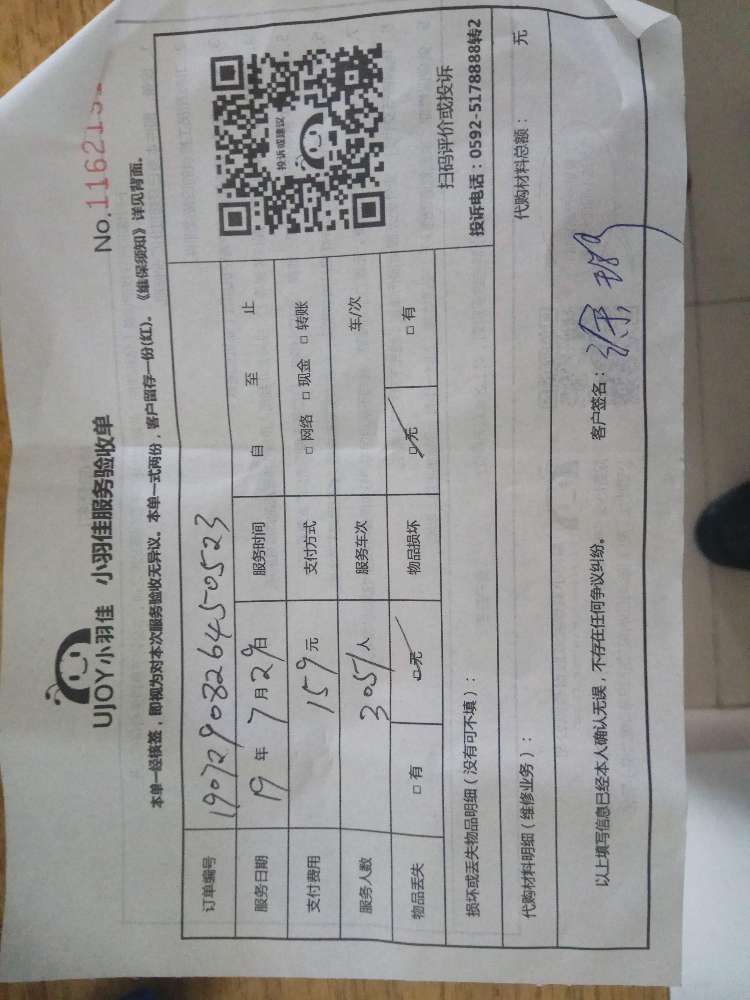 UJOY小羽佳 小羽佳服务验收单
No.116215
本单一经核签，即视为对本次服务验收无异议。本单一式两份，客户留存一份(红)。《维保须知》详见背面。
订单编号 190729082645052３
服务日期 19 年 7 月 29 日 服务时间 自 至 止
支付费用 159 元 支付方式 □ 网络 □ 现金 □ 转账
服务人数 3051 人 服务车次 车/次
物品丢失 □ 有 □ 无 物品损坏 □ 无 □ 有
投诉或建议
扫码评价或投诉
投诉电话：0592-5178888转2
损坏或丢失物品明细（没有可不填）：
代购材料明细（维修业务）： 代购材料总额： 元
以上填写信息已经本人确认无误，不存在任何争议纠纷。 客户签名：